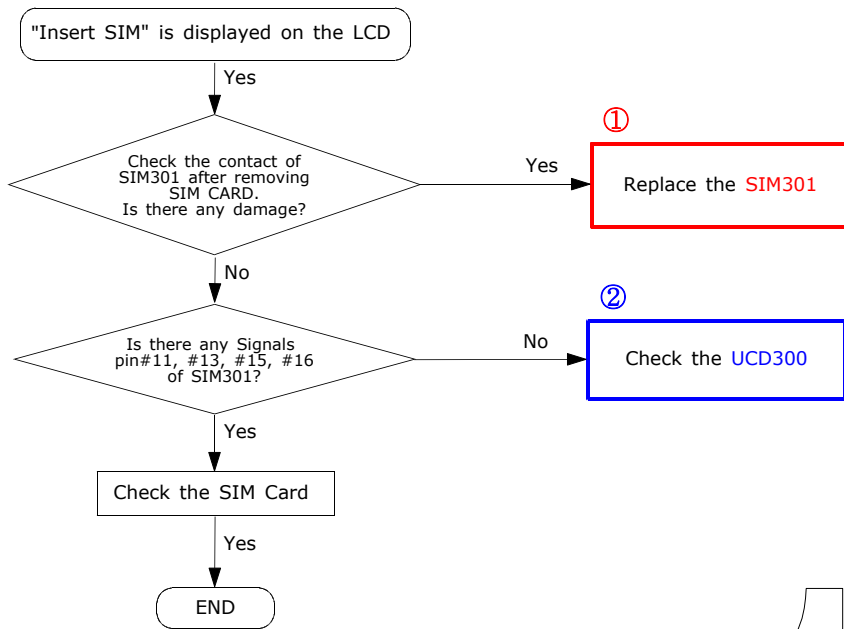 "Insert SIM" is displayed on the LCD
Yes
①
Check the contact of
SIM301 after removing
SIM CARD.
Is there any damage?
Yes
Replace the SIM301
No
②
Is there any Signals
pin#11, #13, #15, #16
of SIM301?
No
Check the UCD300
Yes
Check the SIM Card
Yes
END